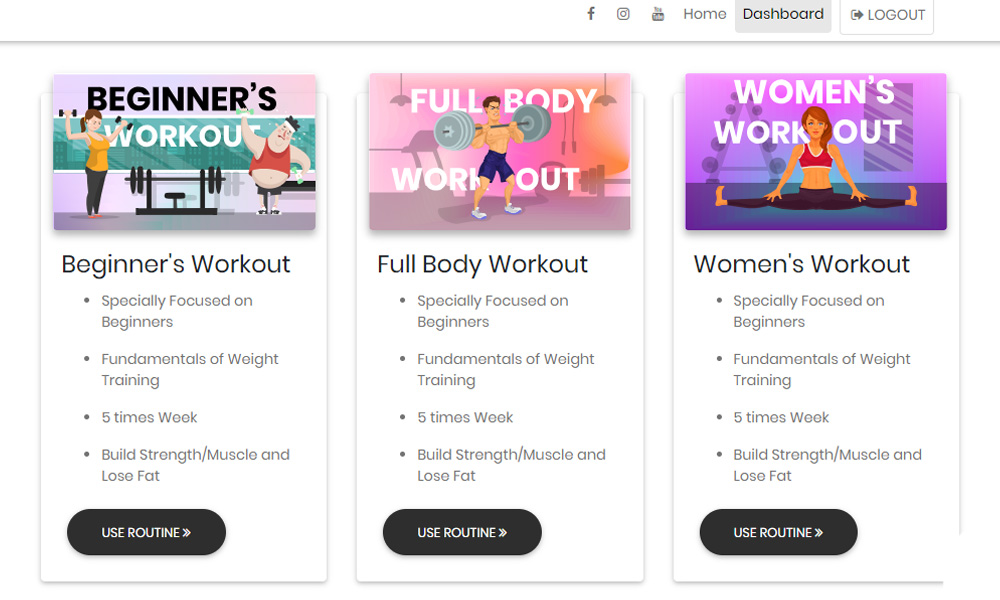 Home Dashboard LOGOUT
BEGINNER'S
WORKOUT
FULL BODY
WORKOUT
WOMEN'S
WORKOUT
Beginner's Workout
Specially Focused on
Beginners
Fundamentals of Weight
Training
5 times Week
Build Strength/Muscle and
Lose Fat
USE ROUTINE »
Full Body Workout
Specially Focused on
Beginners
Fundamentals of Weight
Training
5 times Week
Build Strength/Muscle and
Lose Fat
USE ROUTINE »
Women's Workout
Specially Focused on
Beginners
Fundamentals of Weight
Training
5 times Week
Build Strength/Muscle and
Lose Fat
USE ROUTINE »